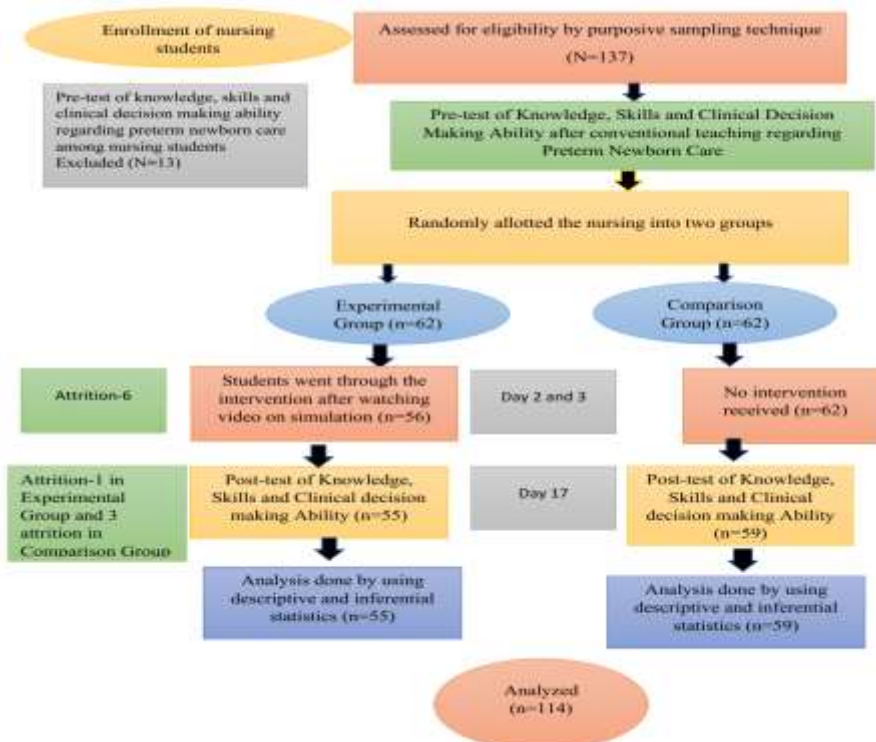 Enrollment of nursing
students
Assessed for eligibility by purposive sampling technique
(N=137)
Pre-test of knowledge, skills and
clinical decision making ability
regarding preterm newborn care
among nursing students
Excluded (N=13)
Pre-test of Knowledge, Skills and Clinical Decision
Making Ability after conventional teaching regarding
Preterm Newborn Care
Randomly allotted the nursing into two groups
Experimental
Group (n=62)
Comparison
Group (n=62)
Attrition-6
Students went through the
intervention after watching
video on simulation (n=56)
Day 2 and 3
No intervention
received (n=62)
Attrition-1 in
Experimental
Group and 3
attrition in
Comparison Group
Post-test of Knowledge,
Skills and Clinical decision
making Ability (n=55)
Day 17
Post-test of Knowledge,
Skills and Clinical
decision making Ability
(n=59)
Analysis done by using
descriptive and inferential
statistics (n=55)
Analysis done by using
descriptive and inferential
statistics (n=59)
Analyzed
(n=114)